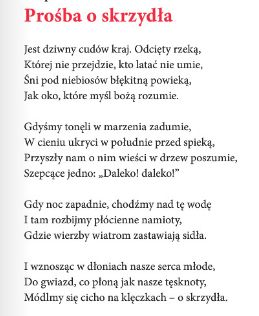 Prośba o skrzydła
Jest dziwny cudów kraj. Odcięty rzeką,
Której nie przejdzie, kto latać nie umie,
Śni pod niebiosów błękitną powieką,
Jak oko, które myśl bożą rozumie.
Gdyśmy tonęli w marzenia zadumie,
W cieniu ukryci w południe przed spieką,
Przyszły nam o nim wieści w drzew poszumie,
Szepcące jedno: „Daleko! daleko!”
Gdy noc zapadnie, chodźmy nad tę wodę
I tam rozbijmy płócienne namioty,
Gdzie wierzby wiatrom zastawiają sidła.
I wznosząc w dłoniach nasze serca młode,
Do gwiazd, co płoną jak nasze tęsknoty,
Módlmy się cicho na klęczkach – o skrzydła.